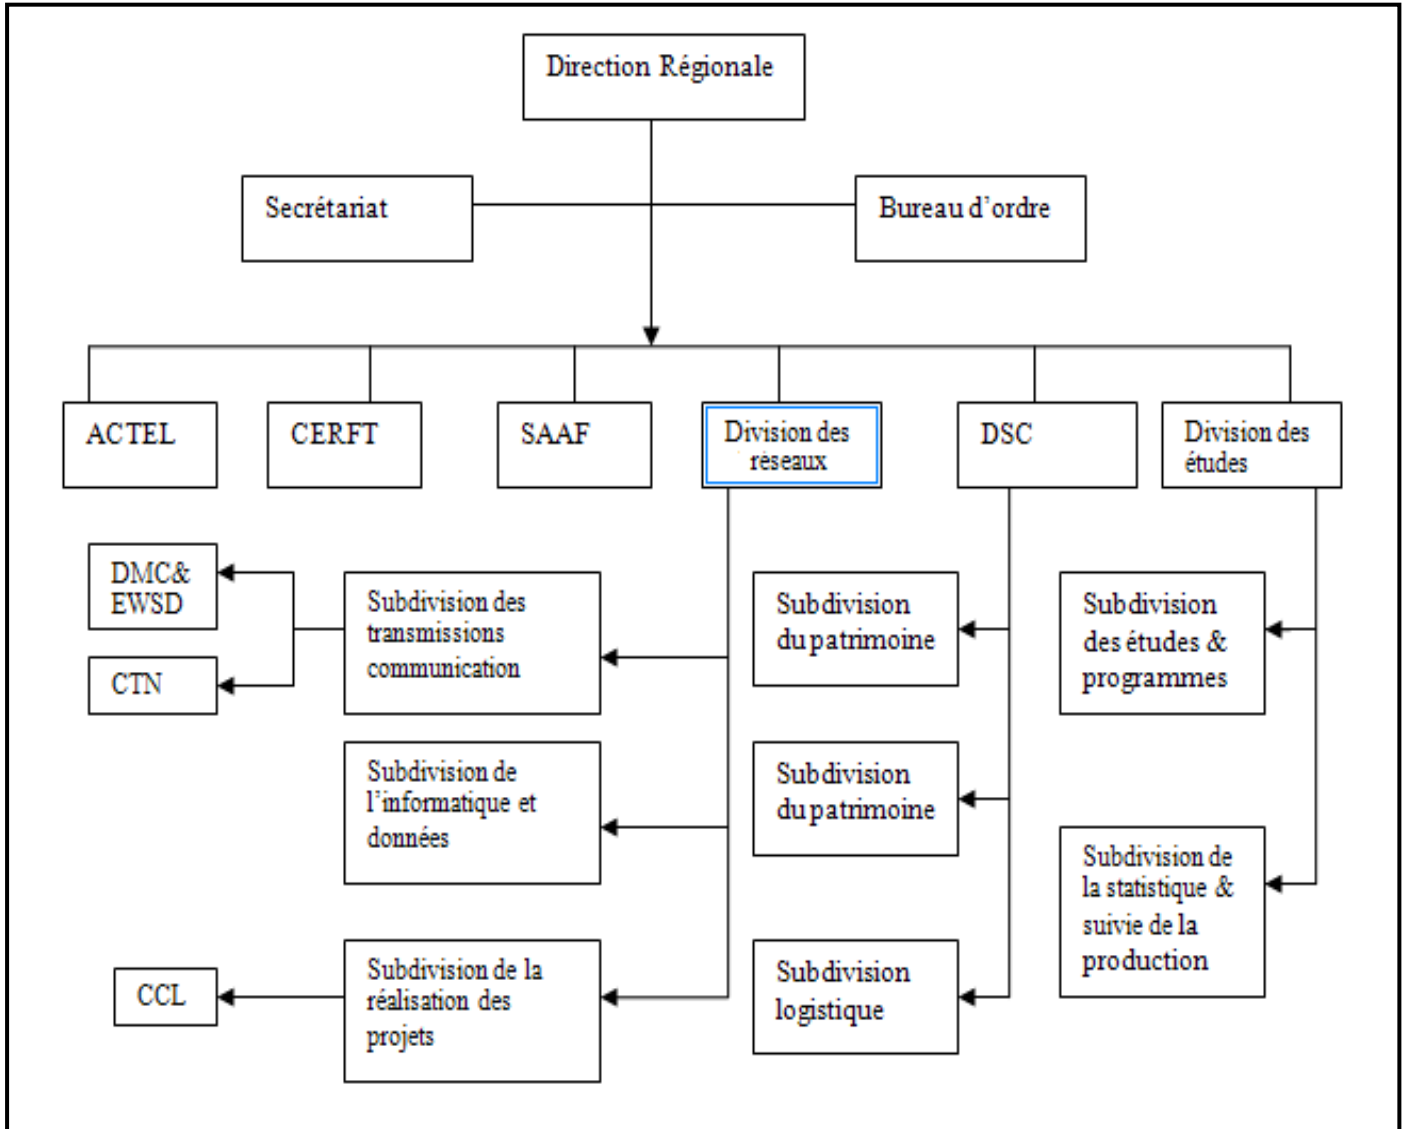 Direction Régionale
Secrétariat
Bureau d’ordre
ACTEL
CERFT
SAAF
Division des
réseaux
DSC
Division des
études
DMC&
EWSD
CTN
Subdivision des
transmissions
communication
Subdivision
du patrimoine
Subdivision
des études &
programmes
Subdivision de
l’informatique et
données
Subdivision
du patrimoine
Subdivision de
la statistique &
suivie de la
production
CCL
Subdivision de la
réalisation des
projets
Subdivision
logistique